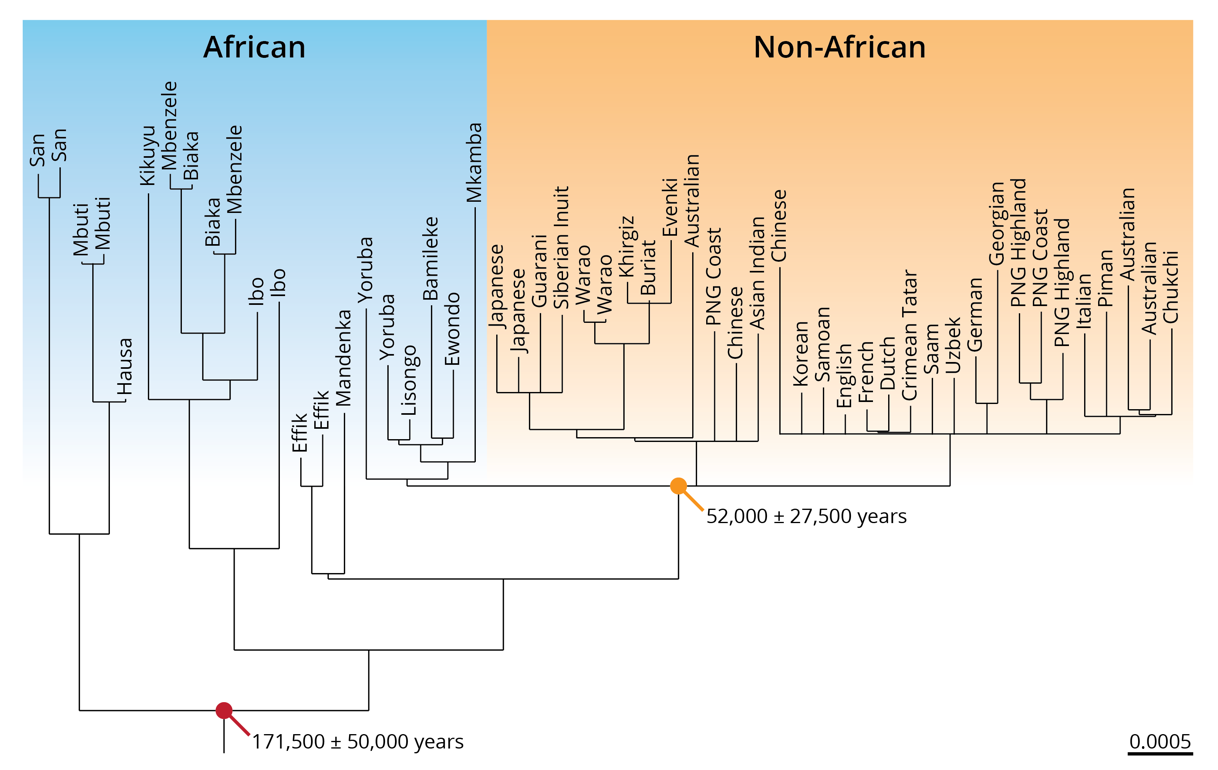 African
Non-African
San
San
Mbuti
Mbuti
Hausa
Kikuyu
Mbenzele
Biaka
Biaka
Mbenzele
Ibo
Ibo
Effik
Effik
Mandenka
Yoruba
Yoruba
Lisongo
Bamileke
Ewondo
Mkamba
Japanese
Japanese
Guarani
Siberian Inuit
Warao
Warao
Khirgiz
Buriat
Evenki
Australian
PNG Coast
Chinese
Asian Indian
Chinese
Korean
Samoan
English
French
Dutch
Crimean Tatar
Saam
Uzbek
German
Georgian
PNG Highland
PNG Coast
PNG Highland
Italian
Piman
Australian
Australian
Chukchi
52,000 ± 27,500 years
171,500 ± 50,000 years
0.0005